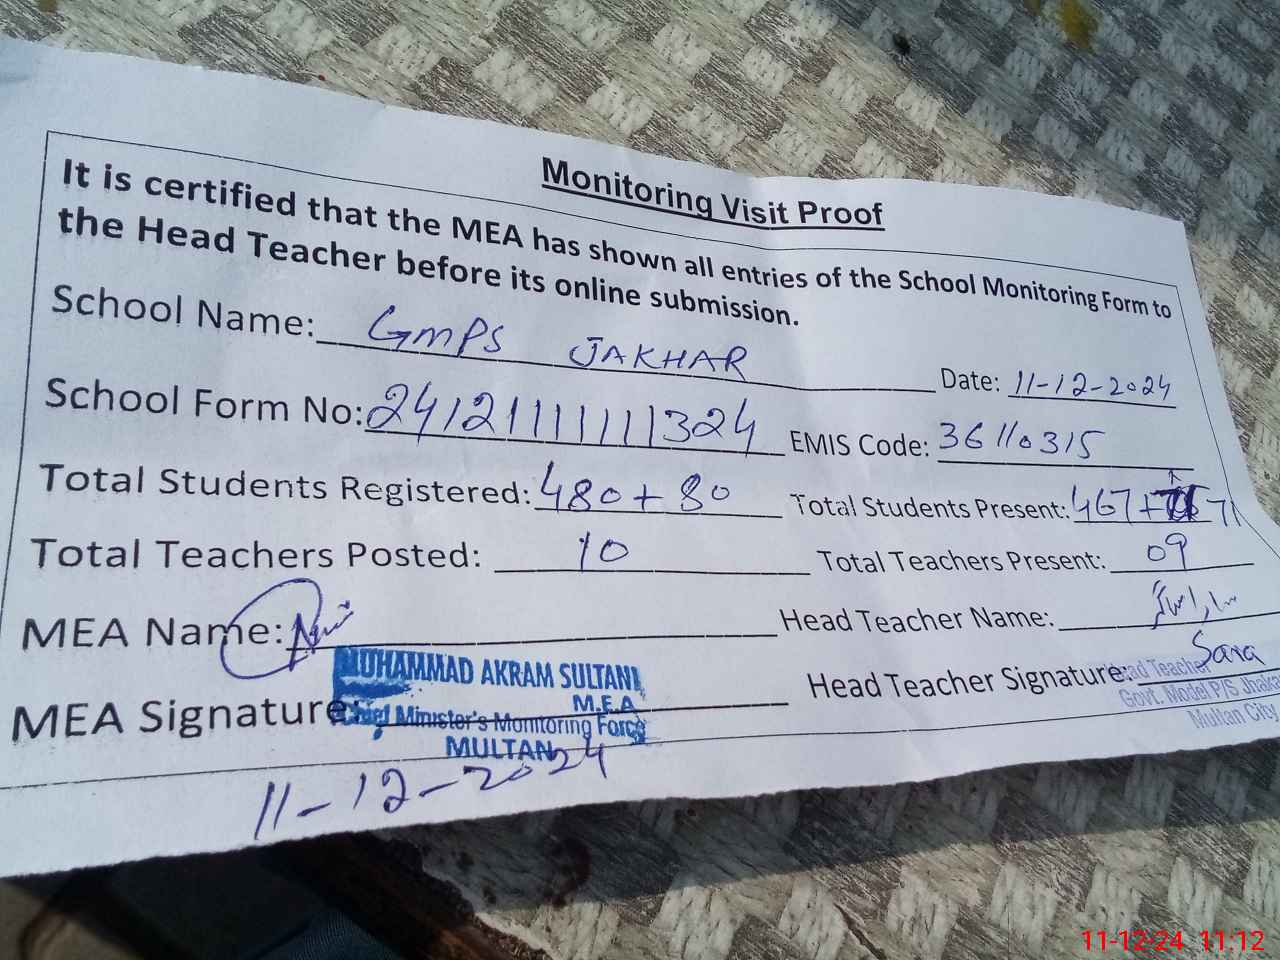 Monitoring Visit Proof
It is certified that the MEA has shown all entries of the School Monitoring Form to
the Head Teacher before its online submission.
School Name: GMPS JAKHAR Date: 11-12-2024
School Form No: 2412111111324 EMIS Code: 36110315
Total Students Registered: 480+80 Total Students Present: 467+ 71
Total Teachers Posted: 10 Total Teachers Present: 09
MEA Name: Head Teacher Name:
MUHAMMAD AKRAM SULTANI
M.E.A
MEA Signature: Chief Minister's Monitoring Force
MULTAN
Head Teacher Signature: Sara
Head Teacher
Govt. Model P/S Jhakar
Multan City
11-12-2024
11-12-24 11:12